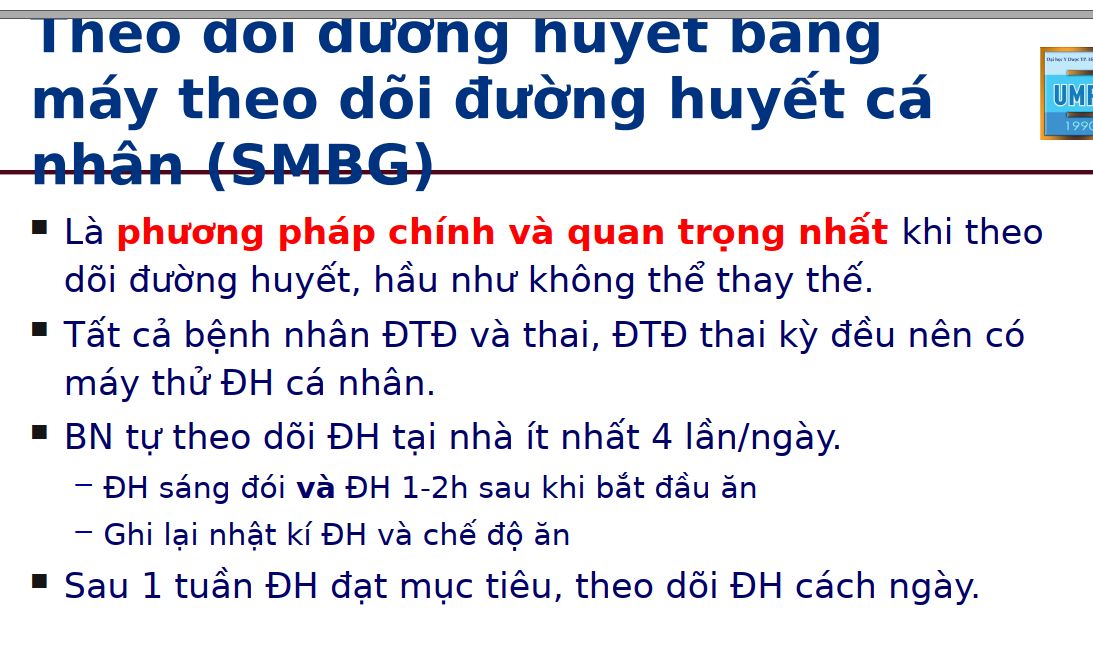 Theo dõi đường huyết bằng
máy theo dõi đường huyết cá
nhân (SMBG)
Là phương pháp chính và quan trọng nhất khi theo
dõi đường huyết, hầu như không thể thay thế.
Tất cả bệnh nhân ĐTĐ và thai, ĐTĐ thai kỳ đều nên có
máy thử ĐH cá nhân.
BN tự theo dõi ĐH tại nhà ít nhất 4 lần/ngày.
– ĐH sáng đói và ĐH 1-2h sau khi bắt đầu ăn
– Ghi lại nhật kí ĐH và chế độ ăn
Sau 1 tuần ĐH đạt mục tiêu, theo dõi ĐH cách ngày.
Đại học Y Dược TP.
UMP
1990